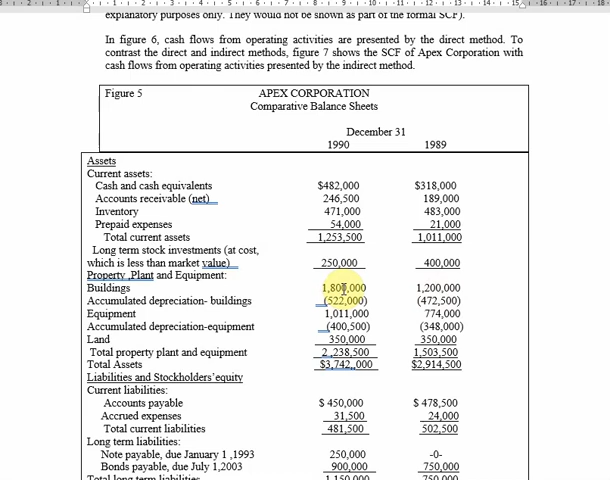 explanatory purposes only. They would not be shown as part of the formal SCF).
In figure 6, cash flows from operating activities are presented by the direct method. To
contrast the direct and indirect methods, figure 7 shows the SCF of Apex Corporation with
cash flows from operating activities presented by the indirect method.
Figure 5 APEX CORPORATION
Comparative Balance Sheets
December 31
1990 1989
Assets
Current assets:
Cash and cash equivalents $482,000 $318,000
Accounts receivable (net) 246,500 189,000
Inventory 471,000 483,000
Prepaid expenses 54,000 21,000
Total current assets 1,253,500 1,011,000
Long term stock investments (at cost,
which is less than market value) 250,000 400,000
Property ,Plant and Equipment:
Buildings 1,800,000 1,200,000
Accumulated depreciation- buildings (522,000) (472,500)
Equipment 1,011,000 774,000
Accumulated depreciation-equipment (400,500) (348,000)
Land 350,000 350,000
Total property plant and equipment 2 ,238,500 1,503,500
Total Assets $3,742,,000 $2,914,500
Liabilities and Stockholders'equity
Current liabilities:
Accounts payable $ 450,000 $ 478,500
Accrued expenses 31,500 24,000
Total current liabilities 481,500 502,500
Long term liabilities:
Note payable, due January 1 ,1993 250,000 -0-
Bonds payable, due July 1,2003 900,000 750,000
Total long term liabilities 1,150,000 750,000